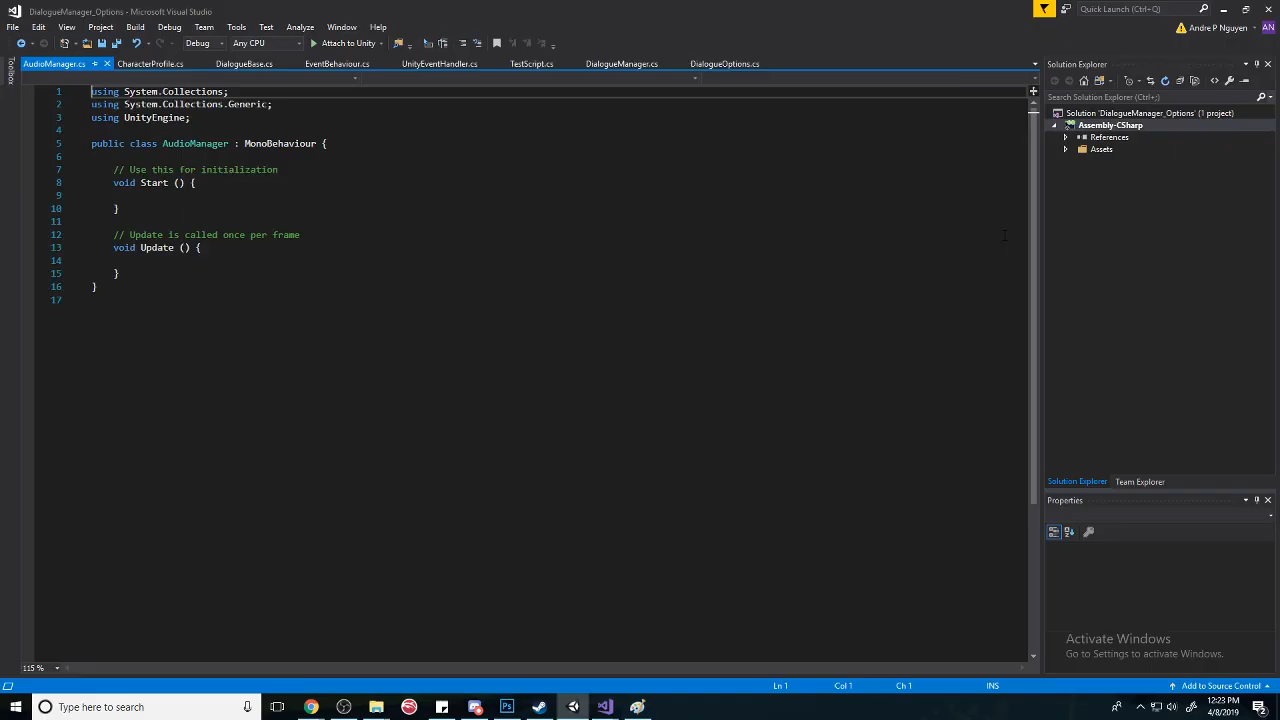 DialogueManager_Options - Microsoft Visual Studio
Quick Launch (Ctrl+Q)
File Edit View Project Build Debug Team Tools Test Analyze Window Help
Andre P Nguyen AN
Debug Any CPU Attach to Unity
Toolbox
AudioManager.cs CharacterProfile.cs DialogueBase.cs EventBehaviour.cs UnityEventHandler.cs TestScript.cs DialogueManager.cs DialogueOptions.cs
1 using System.Collections;
2 using System.Collections.Generic;
3 using UnityEngine;
4
5 public class AudioManager : MonoBehaviour {
6
7 // Use this for initialization
8 void Start () {
9
10 }
11
12 // Update is called once per frame
13 void Update () {
14
15 }
16 }
17
115 %
Solution Explorer
Search Solution Explorer (Ctrl+;)
Solution 'DialogueManager_Options' (1 project)
Assembly-CSharp
References
Assets
Solution Explorer Team Explorer
Properties
Activate Windows
Go to Settings to activate Windows.
Ln 1 Col 1 Ch 1 INS Add to Source Control
Type here to search
12:23 PM
4/8/2019